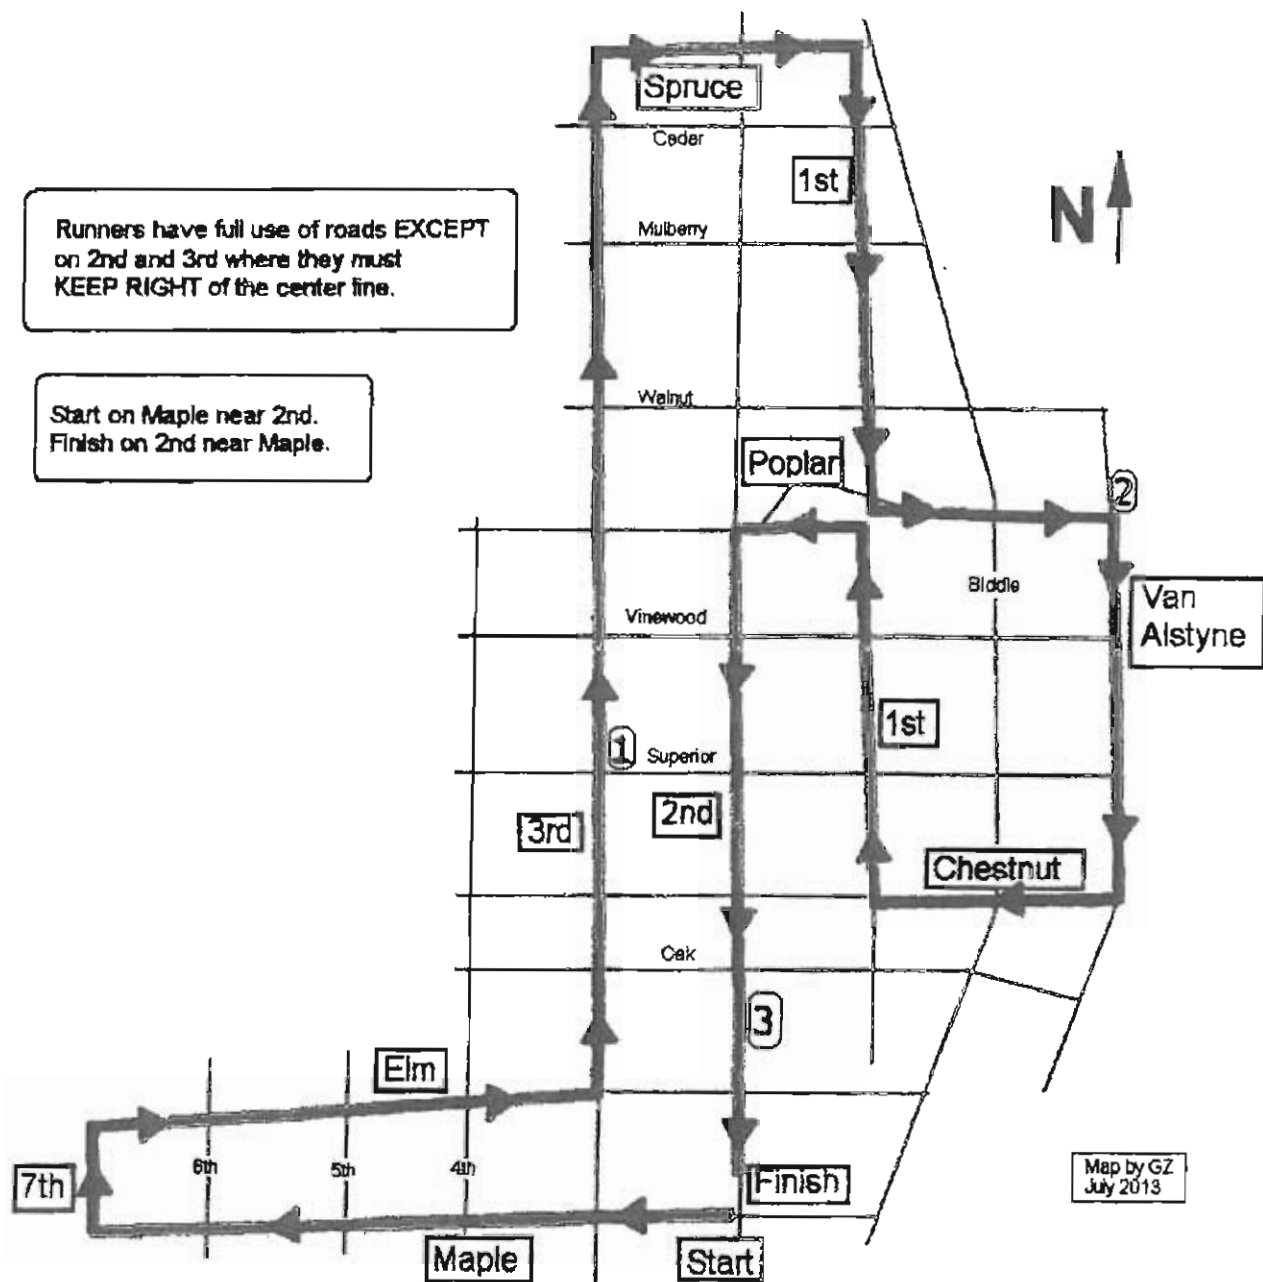 Spruce
Cedar
1st
N
Runners have full use of roads EXCEPT
on 2nd and 3rd where they must
KEEP RIGHT of the center line.
Mulberry
Start on Maple near 2nd.
Finish on 2nd near Maple.
Walnut
Poplar
2
Biddle
Van
Alstyne
Vinewood
1st
1
Superior
2nd
3rd
Chestnut
Oak
3
Elm
6th
5th
4th
7th
Finish
Map by GZ
July 2013
Maple
Start